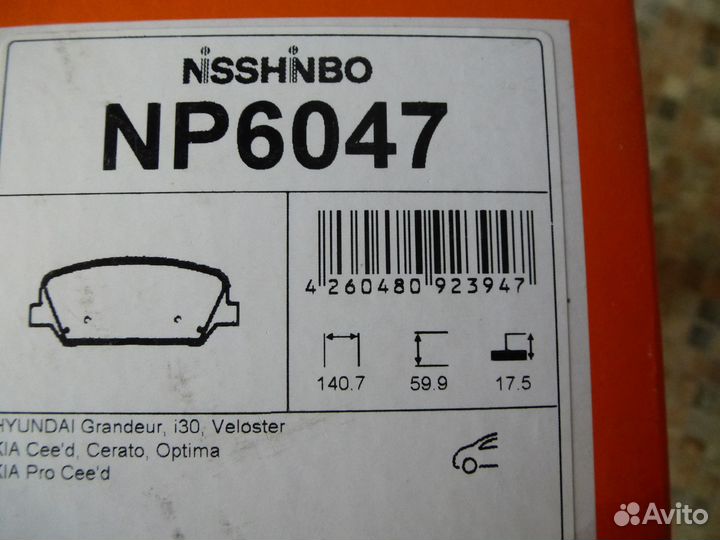 NISSHINBO
NP6047
4 260480 923947
140.7 59.9 17.5
HYUNDAI Grandeur, i30, Veloster
KIA Cee'd, Cerato, Optima
KIA Pro Cee'd
Avito